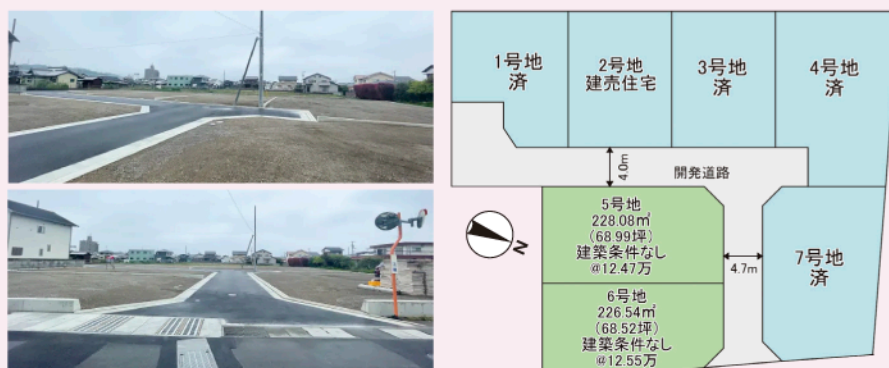 1号地
済
2号地
建売住宅
3号地
済
4号地
済
4.0m
開発道路
5号地
228.08㎡
(68.99坪)
建築条件なし
@12.47万
4.7m
7号地
済
N
6号地
226.54㎡
(68.52坪)
建築条件なし
@12.55万